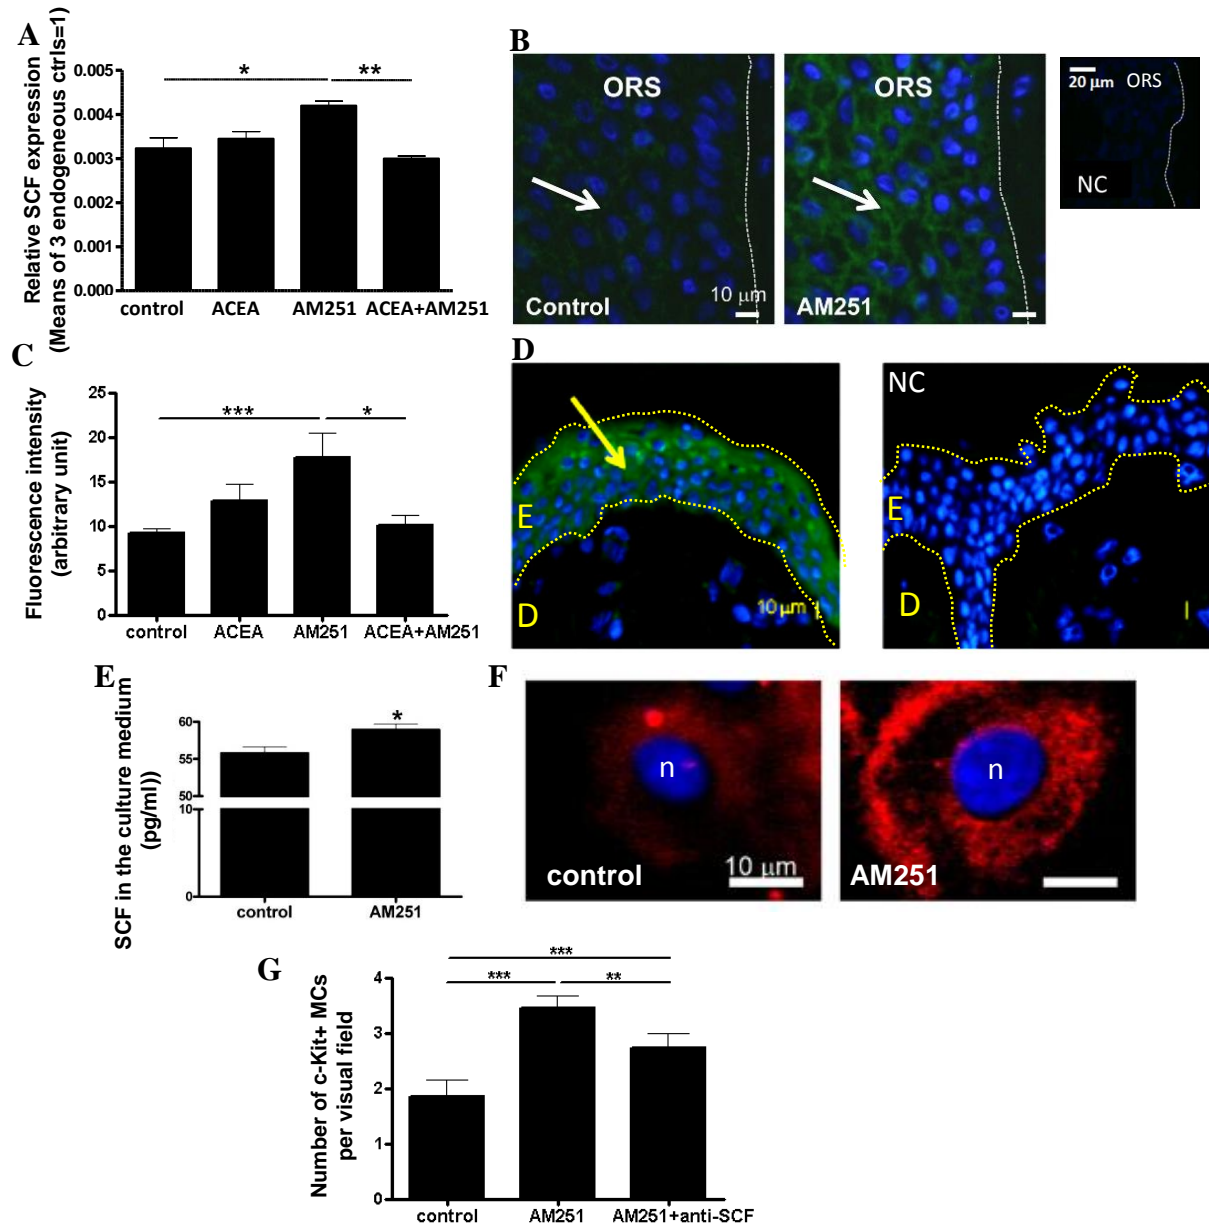 A
Relative SCF expression
(Means of 3 endogeneous ctrls=1)
0.005
0.004
0.003
0.002
0.001
0.000
*
**
control ACEA AM251 ACEA+AM251
B
ORS
Control
10 µm
ORS
AM251
20 µm
ORS
NC
C
Fluorescence intensity
(arbitrary unit)
25
20
15
10
5
0
***
*
control ACEA AM251 ACEA+AM251
D
E
D
10 µm
NC
E
D
E
SCF in the culture medium
(pg/ml))
60
55
50
10
0
*
control AM251
F
n
control
10 µm
n
AM251
G
Number of c-Kit+ MCs
per visual field
4
3
2
1
0
***
***
**
control AM251 AM251+anti-SCF